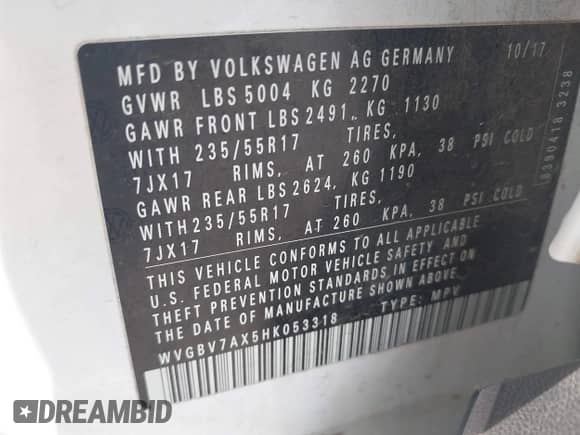 MFD BY VOLKSWAGEN AG GERMANY 10/17
GVWR LBS 5004 KG 2270
GAWR FRONT LBS 2491, KG 1130
WITH 235/55R17 TIRES,
7JX17 RIMS, AT 260 KPA, 38 PSI COLD
GAWR REAR LBS 2624, KG 1190
WITH 235/55R17 TIRES,
7JX17 RIMS, AT 260 KPA, 38 PSI COLD
THIS VEHICLE CONFORMS TO ALL APPLICABLE
U.S. FEDERAL MOTOR VEHICLE SAFETY AND
THEFT PREVENTION STANDARDS IN EFFECT ON
THE DATE OF MANUFACTURE SHOWN ABOVE.
WVGBV7AX5HK053318 TYPE: MPV
DREAMBID